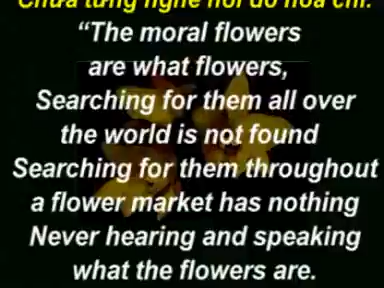 Chưa từng nghe nói đó hoa chi.
“The moral flowers
are what flowers,
Searching for them all over
the world is not found
Searching for them throughout
a flower market has nothing
Never hearing and speaking
what the flowers are.